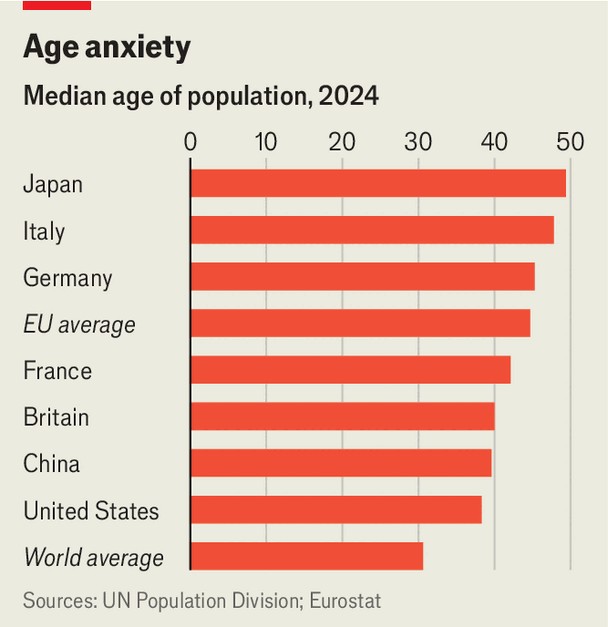 Age anxiety
Median age of population, 2024
0 10 20 30 40 50
Japan
Italy
Germany
EU average
France
Britain
China
United States
World average
Sources: UN Population Division; Eurostat